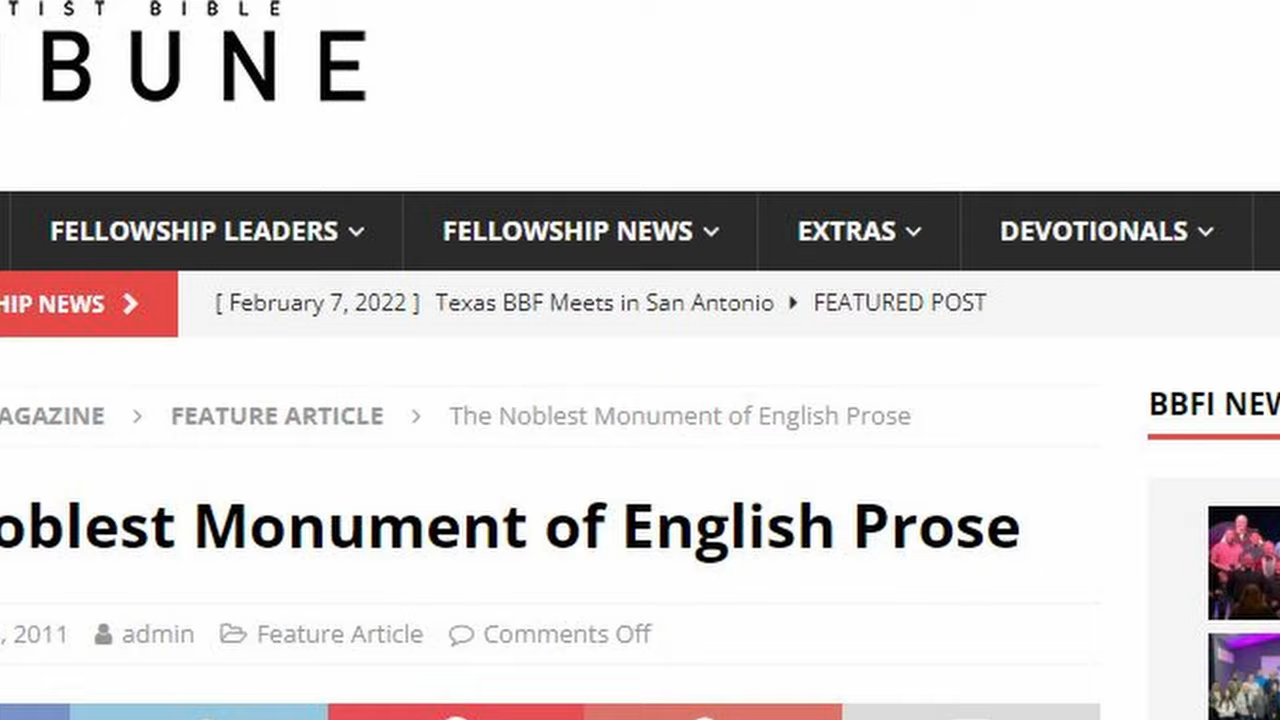 TIST BIBLE
BUNE
FELLOWSHIP LEADERS FELLOWSHIP NEWS EXTRAS DEVOTIONALS
HIP NEWS [ February 7, 2022 ] Texas BBF Meets in San Antonio FEATURED POST
AGAZINE > FEATURE ARTICLE > The Noblest Monument of English Prose
BBFI NEW
oblest Monument of English Prose
, 2011 admin Feature Article Comments Off